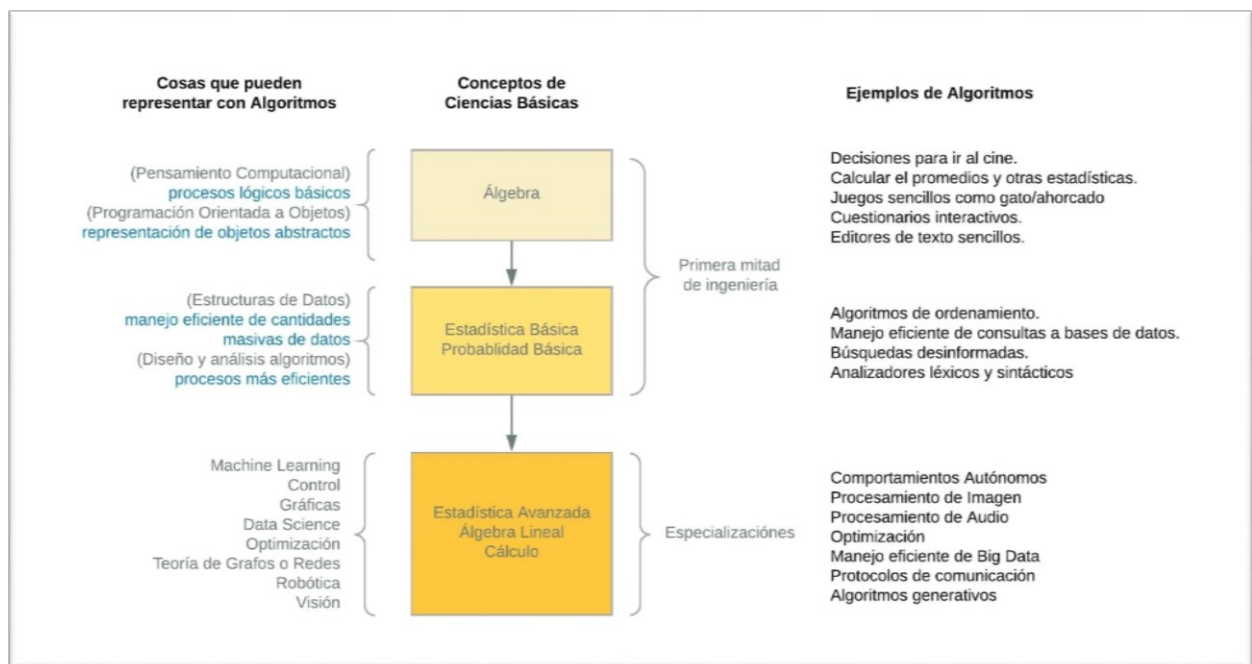 Cosas que pueden
representar con Algoritmos
Conceptos de
Ciencias Básicas
Ejemplos de Algoritmos
(Pensamiento Computacional)
procesos lógicos básicos
(Programación Orientada a Objetos)
representación de objetos abstractos
Álgebra
Decisiones para ir al cine.
Calcular el promedios y otras estadísticas.
Juegos sencillos como gato/ahorcado
Cuestionarios interactivos.
Editores de texto sencillos.
Primera mitad
de ingeniería
(Estructuras de Datos)
manejo eficiente de cantidades
masivas de datos
(Diseño y análisis algoritmos)
procesos más eficientes
Estadística Básica
Probablidad Básica
Algoritmos de ordenamiento.
Manejo eficiente de consultas a bases de datos.
Búsquedas desinformadas.
Analizadores léxicos y sintácticos
Machine Learning
Control
Gráficas
Data Science
Optimización
Teoría de Grafos o Redes
Robótica
Visión
Estadística Avanzada
Álgebra Lineal
Cálculo
Especializaciónes
Comportamientos Autónomos
Procesamiento de Imagen
Procesamiento de Audio
Optimización
Manejo eficiente de Big Data
Protocolos de comunicación
Algoritmos generativos